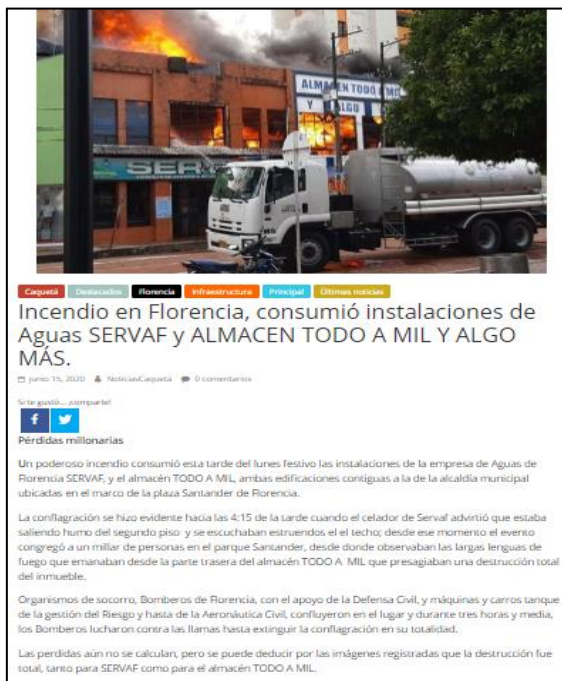 ALMACEN TODO A MIL
Y ALGO
SER
Caquetá Destacados Florencia Infraestructura Principal Últimas noticias
Incendio en Florencia, consumió instalaciones de
Aguas SERVAF y ALMACEN TODO A MIL Y ALGO
MÁS.
junio 15, 2020 NoticiasCaquetá 0 comentarios
Si te gustó... ¡comparte!
Pérdidas millonarias
Un poderoso incendio consumió esta tarde del lunes festivo las instalaciones de la empresa de Aguas de
Florencia SERVAF, y el almacén TODO A MIL, ambas edificaciones contiguas a la de la alcaldía municipal
ubicadas en el marco de la plaza Santander de Florencia.
La conflagración se hizo evidente hacia las 4:15 de la tarde cuando el celador de Servaf advirtió que estaba
saliendo humo del segundo piso y se escuchaban estruendos el el techo; desde ese momento el evento
congregó a un millar de personas en el parque Santander, desde donde observaban las largas lenguas de
fuego que emanaban desde la parte trasera del almacén TODO A MIL que presagiaban una destrucción total
del inmueble.
Organismos de socorro, Bomberos de Florencia, con el apoyo de la Defensa Civil, y máquinas y carros tanque
de la gestión del Riesgo y hasta de la Aeronáutica Civil, confluyeron en el lugar y durante tres horas y media,
los Bomberos lucharon contra las llamas hasta extinguir la conflagración en su totalidad.
Las perdidas aún no se calculan, pero se puede deducir por las imágenes registradas que la destrucción fue
total, tanto para SERVAF como para el almacén TODO A MIL.